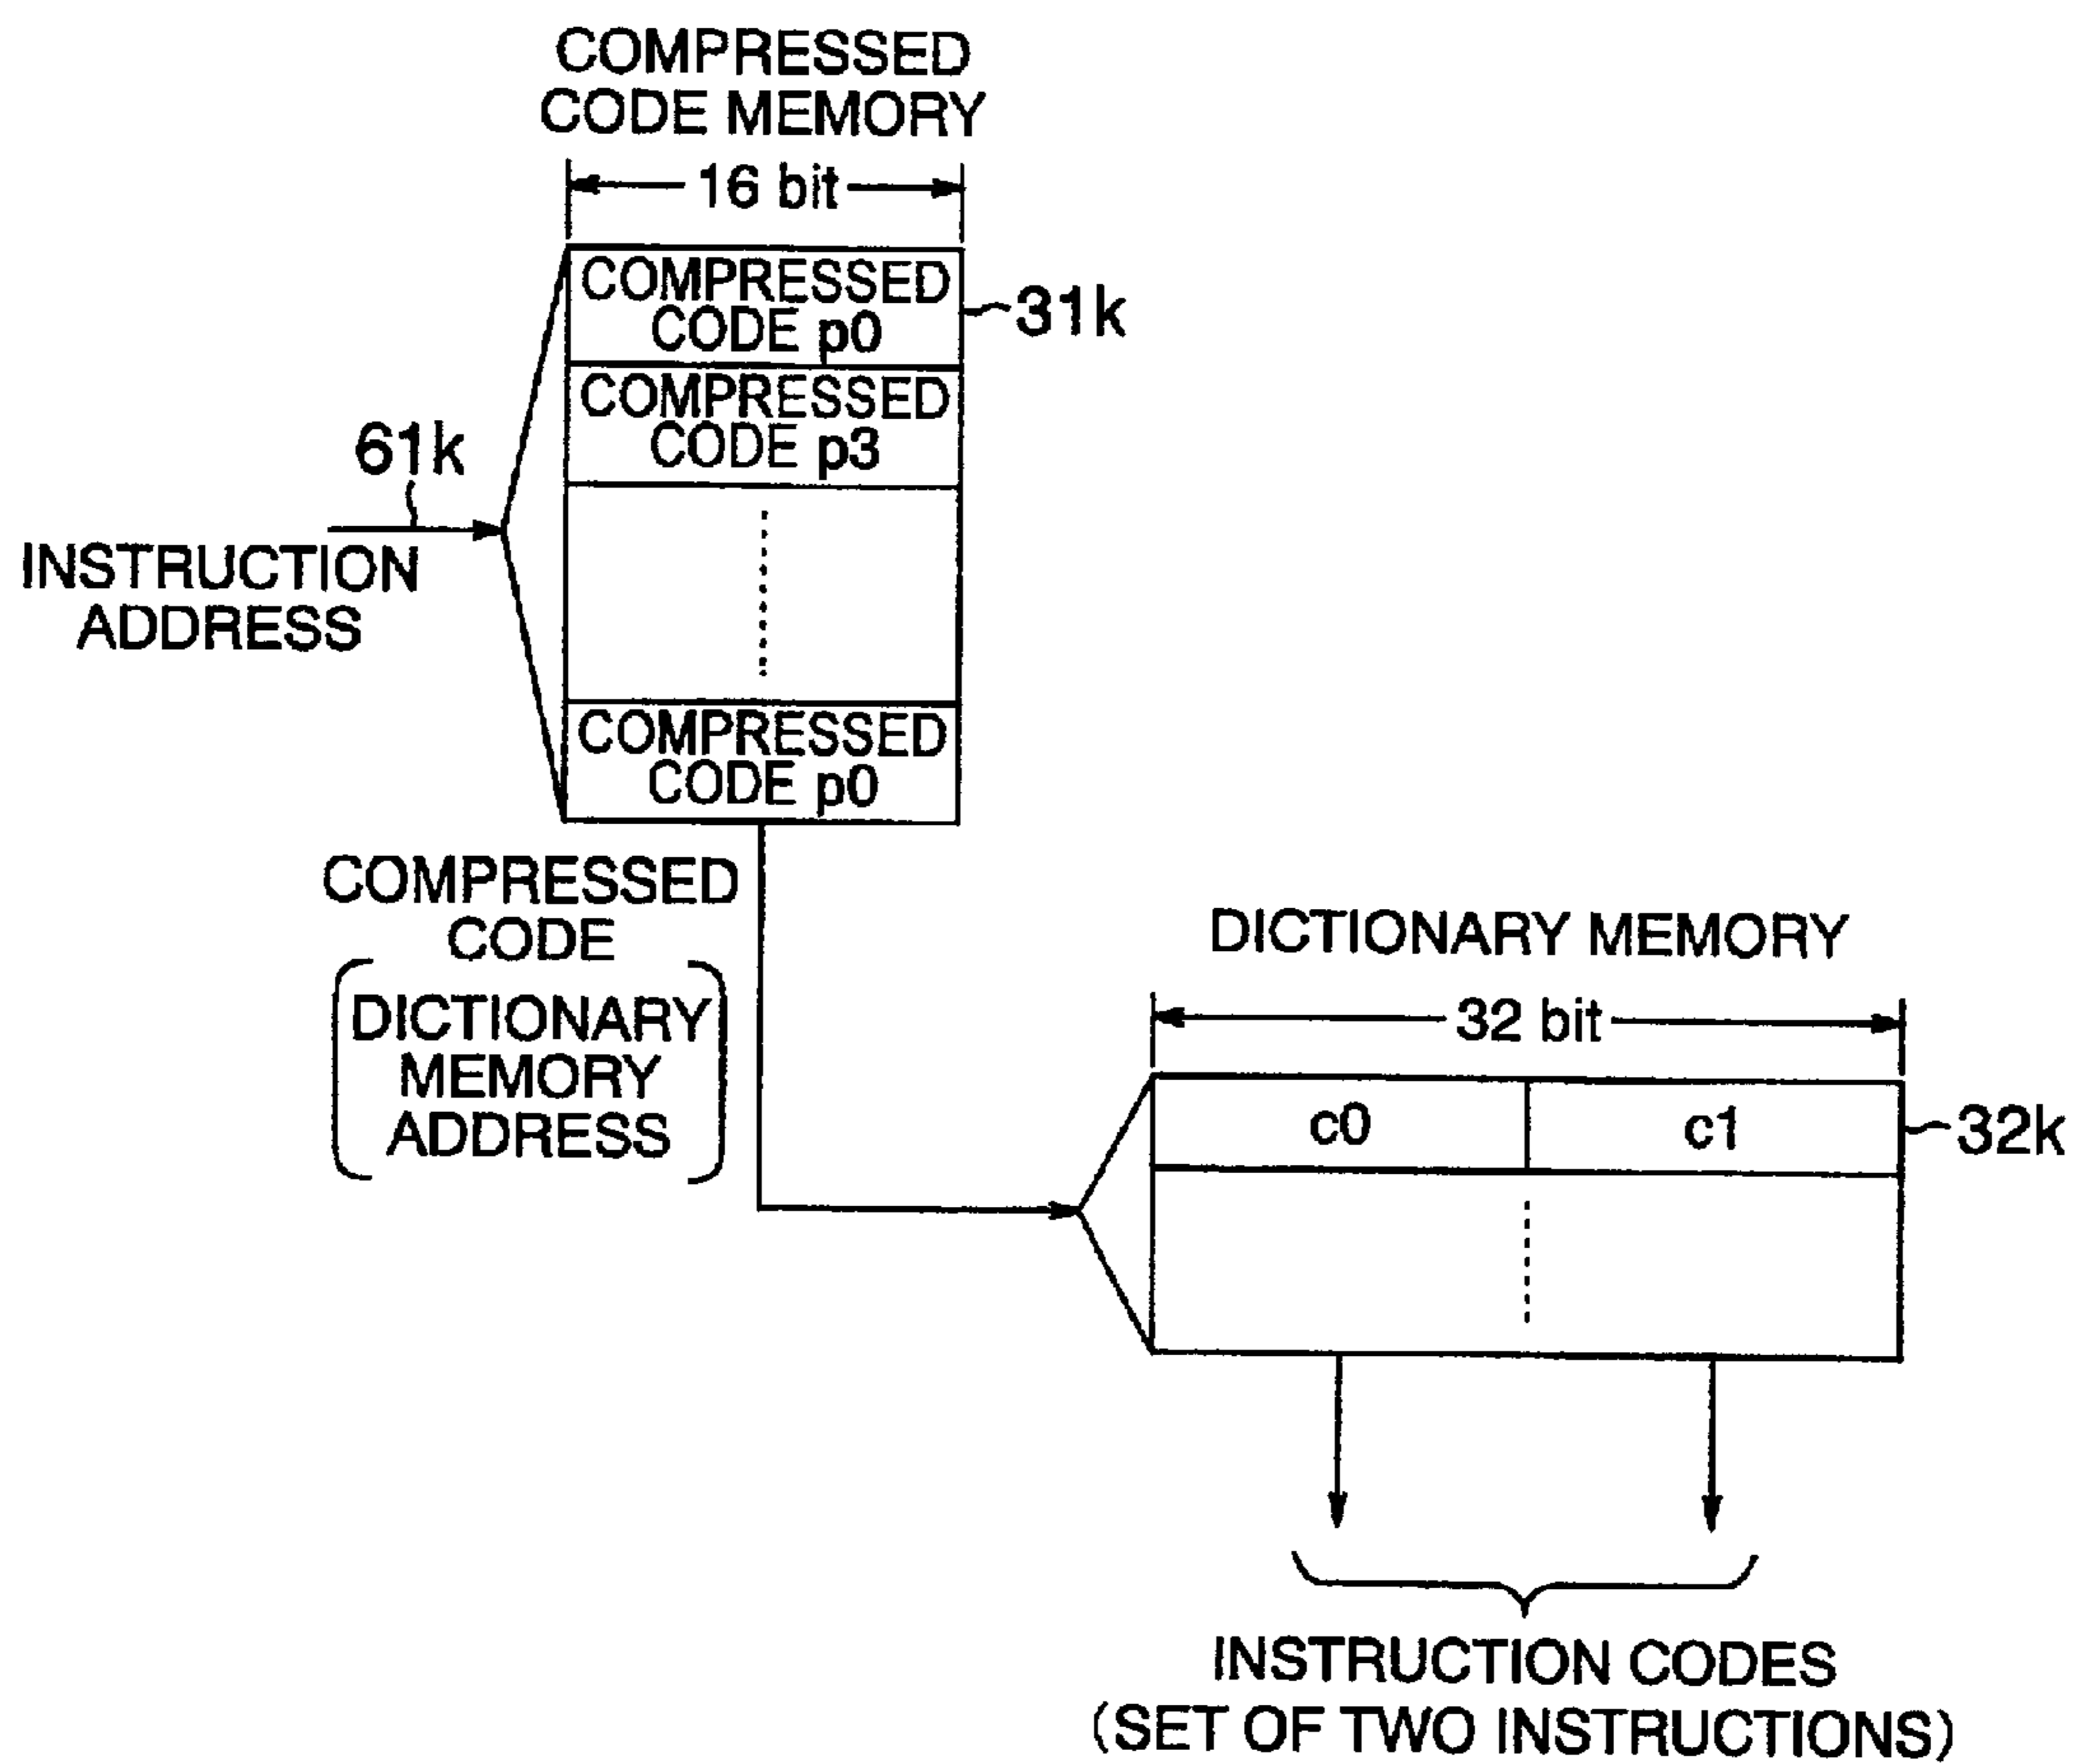 COMPRESSED
CODE MEMORY
16 bit
COMPRESSED
CODE p0
31k
COMPRESSED
CODE p3
61k
INSTRUCTION
ADDRESS
COMPRESSED
CODE p0
COMPRESSED
CODE
DICTIONARY
MEMORY
ADDRESS
DICTIONARY MEMORY
32 bit
c0
c1
32k
INSTRUCTION CODES
(SET OF TWO INSTRUCTIONS)